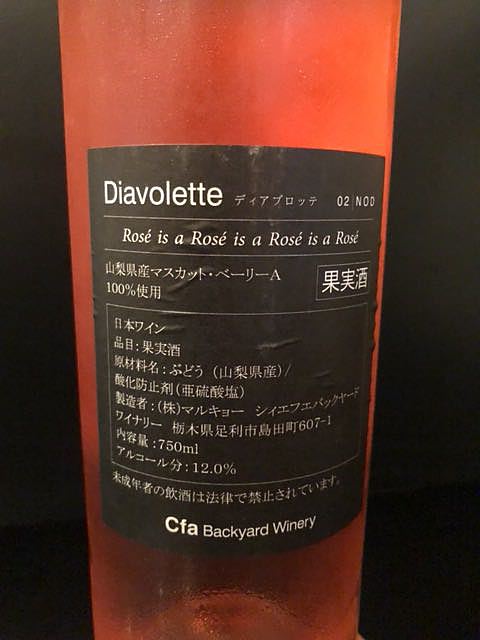 Diavolette ディアブロッテ 02 NOD
Rosé is a Rosé is a Rosé is a Rosé
山梨県産マスカット・ベーリーA
100%使用
果実酒
日本ワイン
品目:果実酒
原材料名:ぶどう(山梨県産)/
酸化防止剤(亜硫酸塩)
製造者:(株)マルキョー シィエフエバックヤード
ワイナリー 栃木県足利市島田町607-1
内容量:750ml
アルコール分:12.0%
未成年者の飲酒は法律で禁止されています。
Cfa Backyard Winery